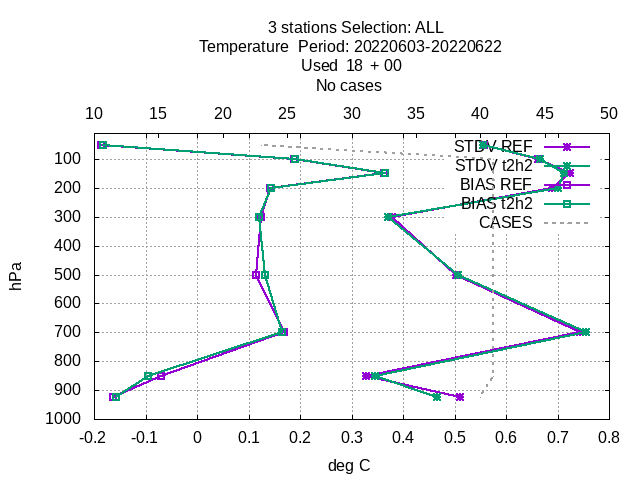 3 stations Selection: ALL
Temperature Period: 20220603-20220622
Used 18 + 00
No cases
10 15 20 25 30 35 40 45 50
STDV REF
STDV t2h2
BIAS REF
BIAS t2h2
CASES
100
200
300
400
500
600
700
800
900
1000
hPa
-0.2 -0.1 0 0.1 0.2 0.3 0.4 0.5 0.6 0.7 0.8
deg C